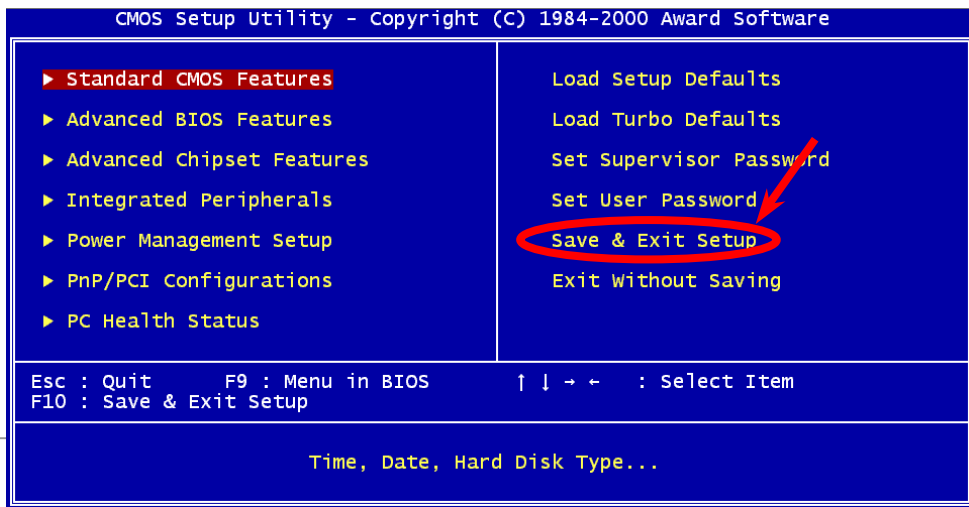 CMOS Setup Utility - Copyright (C) 1984-2000 Award Software
▶ Standard CMOS Features
▶ Advanced BIOS Features
▶ Advanced Chipset Features
▶ Integrated Peripherals
▶ Power Management Setup
▶ PnP/PCI Configurations
▶ PC Health Status
Load Setup Defaults
Load Turbo Defaults
Set Supervisor Password
Set User Password
Save & Exit Setup
Exit Without Saving
Esc : Quit F9 : Menu in BIOS ↑ ↓ → ← : Select Item
F10 : Save & Exit Setup
Time, Date, Hard Disk Type...